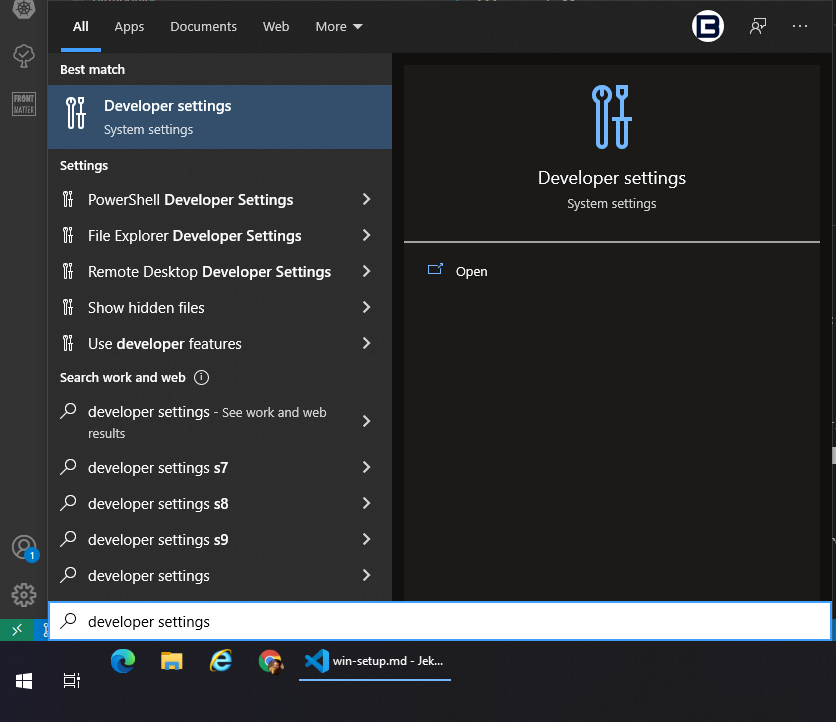 All Apps Documents Web More
FRONT
MATTER
Best match
Developer settings
System settings
Settings
PowerShell Developer Settings
File Explorer Developer Settings
Remote Desktop Developer Settings
Show hidden files
Use developer features
Search work and web
developer settings - See work and web
results
developer settings s7
developer settings s8
developer settings s9
developer settings
Developer settings
System settings
Open
1
developer settings
win-setup.md - Jek...